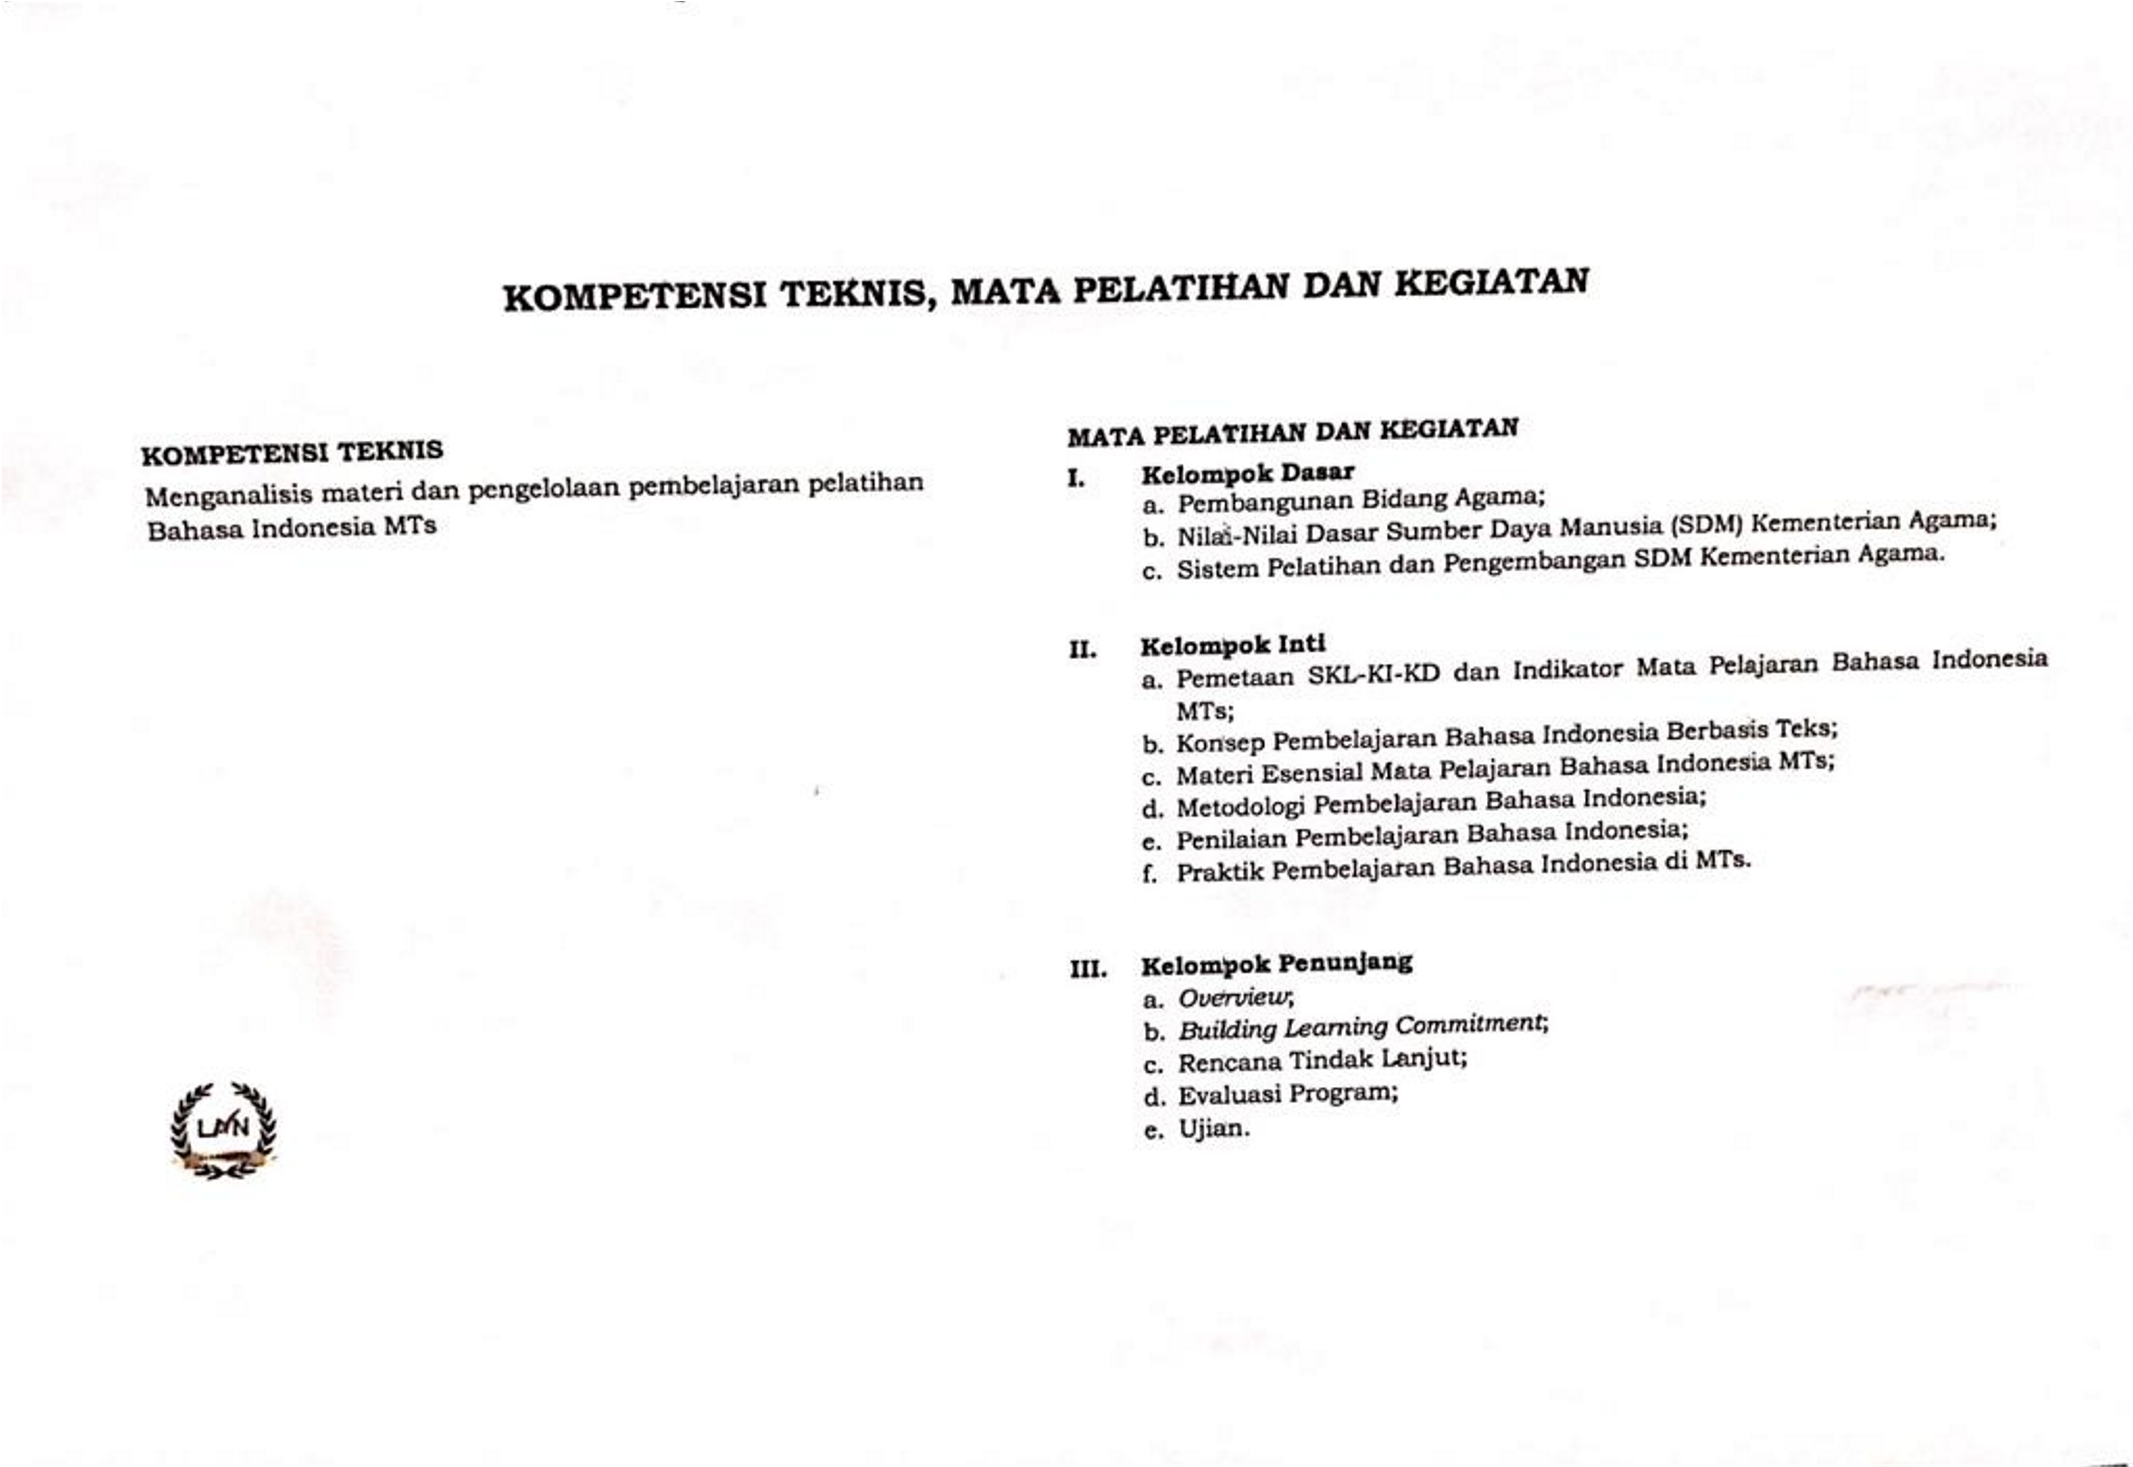 KOMPETENSI TEKNIS, MATA PELATIHAN DAN KEGIATAN
KOMPETENSI TEKNIS
Menganalisis materi dan pengelolaan pembelajaran pelatihan
Bahasa Indonesia MTs
MATA PELATIHAN DAN KEGIATAN
I. Kelompok Dasar
a. Pembangunan Bidang Agama;
b. Nilai-Nilai Dasar Sumber Daya Manusia (SDM) Kementerian Agama;
c. Sistem Pelatihan dan Pengembangan SDM Kementerian Agama.
II. Kelompok Inti
a. Pemetaan SKL-KI-KD dan Indikator Mata Pelajaran Bahasa Indonesia
MTs;
b. Konsep Pembelajaran Bahasa Indonesia Berbasis Teks;
c. Materi Esensial Mata Pelajaran Bahasa Indonesia MTs;
d. Metodologi Pembelajaran Bahasa Indonesia;
e. Penilaian Pembelajaran Bahasa Indonesia;
f. Praktik Pembelajaran Bahasa Indonesia di MTs.
III. Kelompok Penunjang
a. Overview;
b. Building Learning Commitment;
c. Rencana Tindak Lanjut;
d. Evaluasi Program;
e. Ujian.
LAN